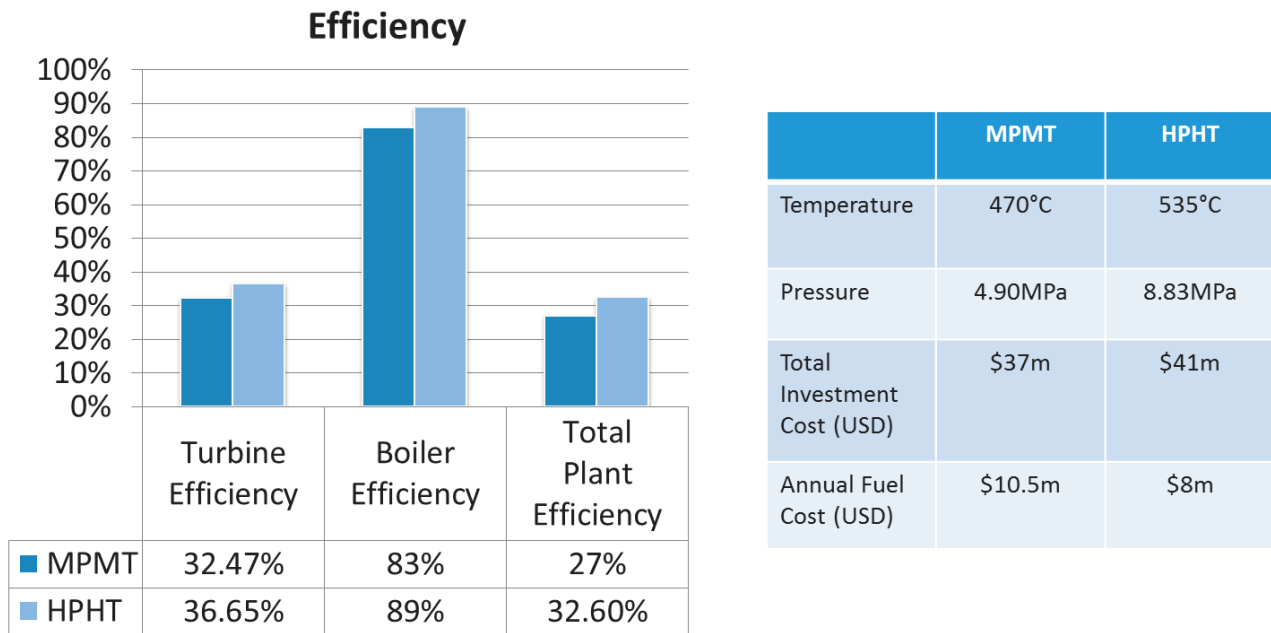 Efficiency
100%
90%
80%
70%
60%
50%
40%
30%
20%
10%
0%
Turbine
Efficiency
Boiler
Efficiency
Total
Plant
Efficiency
MPMT 32.47% 83% 27%
HPHT 36.65% 89% 32.60%
MPMT HPHT
Temperature 470°C 535°C
Pressure 4.90MPa 8.83MPa
Total $37m $41m
Investment
Cost (USD)
Annual Fuel $10.5m $8m
Cost (USD)